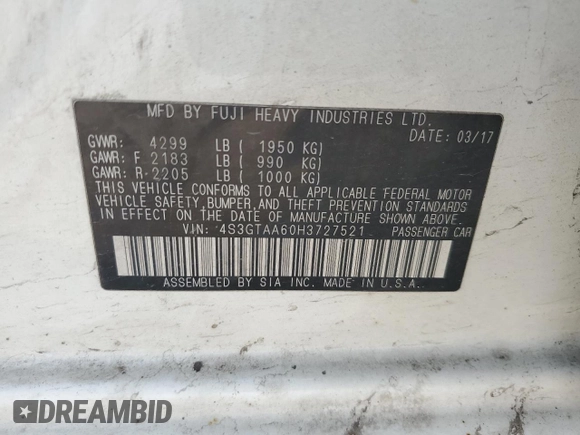 MFD BY FUJI HEAVY INDUSTRIES LTD.
DATE: 03/17
GVWR: 4299 LB ( 1950 KG)
GAWR: F 2183 LB ( 990 KG)
GAWR: R-2205 LB ( 1000 KG)
THIS VEHICLE CONFORMS TO ALL APPLICABLE FEDERAL MOTOR
VEHICLE SAFETY, BUMPER, AND THEFT PREVENTION STANDARDS
IN EFFECT ON THE DATE OF MANUFACTURE SHOWN ABOVE.
VIN: 4S3GTAA60H3727521 PASSENGER CAR
ASSEMBLED BY SIA INC. MADE IN U.S.A.
DREAMBID